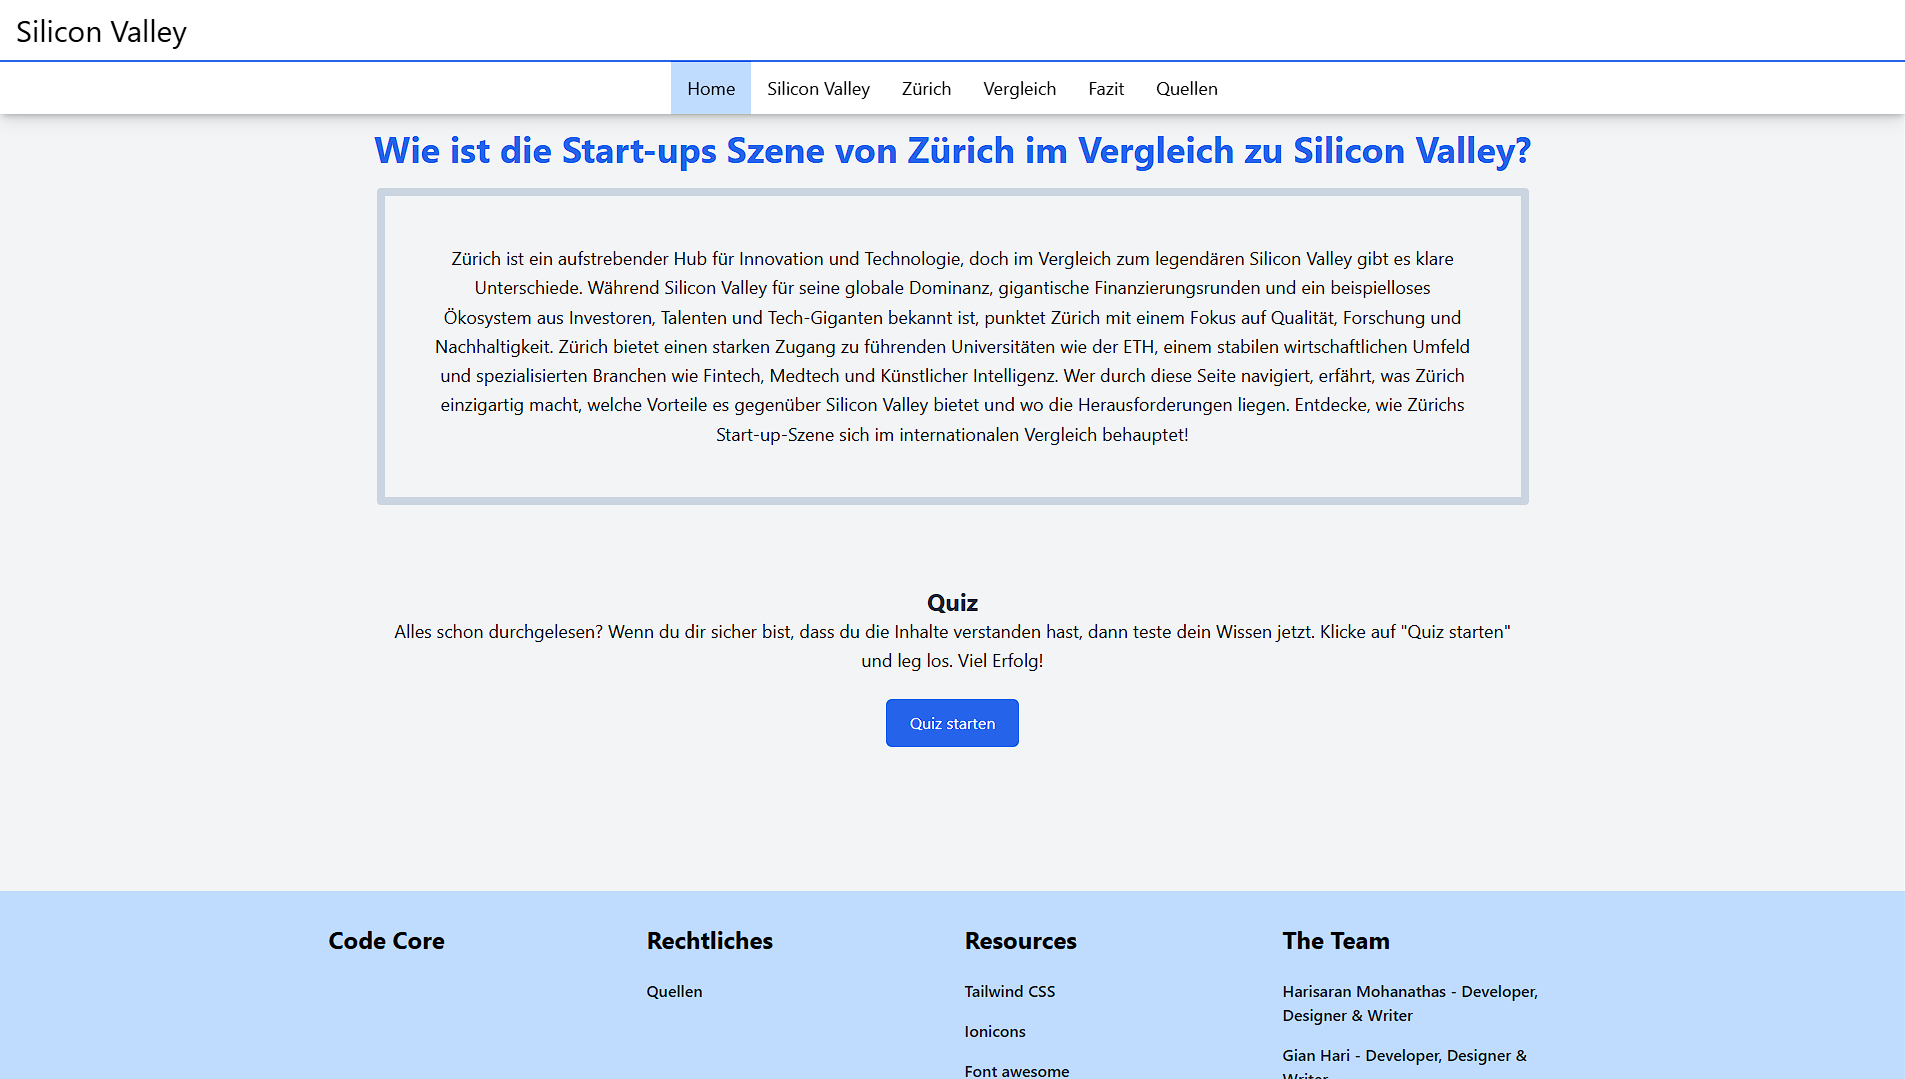 Silicon Valley
Home Silicon Valley Zürich Vergleich Fazit Quellen
Wie ist die Start-ups Szene von Zürich im Vergleich zu Silicon Valley?
Zürich ist ein aufstrebender Hub für Innovation und Technologie, doch im Vergleich zum legendären Silicon Valley gibt es klare
Unterschiede. Während Silicon Valley für seine globale Dominanz, gigantische Finanzierungsrunden und ein beispielloses
Ökosystem aus Investoren, Talenten und Tech-Giganten bekannt ist, punktet Zürich mit einem Fokus auf Qualität, Forschung und
Nachhaltigkeit. Zürich bietet einen starken Zugang zu führenden Universitäten wie der ETH, einem stabilen wirtschaftlichen Umfeld
und spezialisierten Branchen wie Fintech, Medtech und Künstlicher Intelligenz. Wer durch diese Seite navigiert, erfährt, was Zürich
einzigartig macht, welche Vorteile es gegenüber Silicon Valley bietet und wo die Herausforderungen liegen. Entdecke, wie Zürichs
Start-up-Szene sich im internationalen Vergleich behauptet!
Quiz
Alles schon durchgelesen? Wenn du dir sicher bist, dass du die Inhalte verstanden hast, dann teste dein Wissen jetzt. Klicke auf "Quiz starten"
und leg los. Viel Erfolg!
Quiz starten
Code Core
Rechtliches
Quellen
Resources
Tailwind CSS
Ionicons
Font awesome
The Team
Harisaran Mohanathas - Developer,
Designer & Writer
Gian Hari - Developer, Designer &
Writer